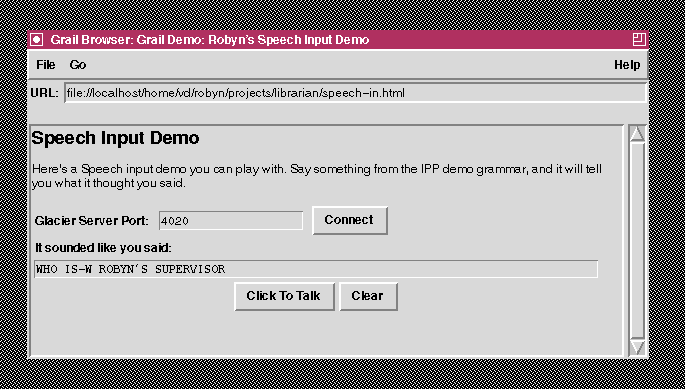 Grail Browser: Grail Demo: Robyn's Speech Input Demo
File Go Help
URL: file://localhost/home/vd/robyn/projects/librarian/speech-in.html
Speech Input Demo
Here's a Speech input demo you can play with. Say something from the IPP demo grammar, and it will tell
you what it thought you said.
Glacier Server Port: 4020 Connect
It sounded like you said:
WHO IS-W ROBYN'S SUPERVISOR
Click To Talk Clear